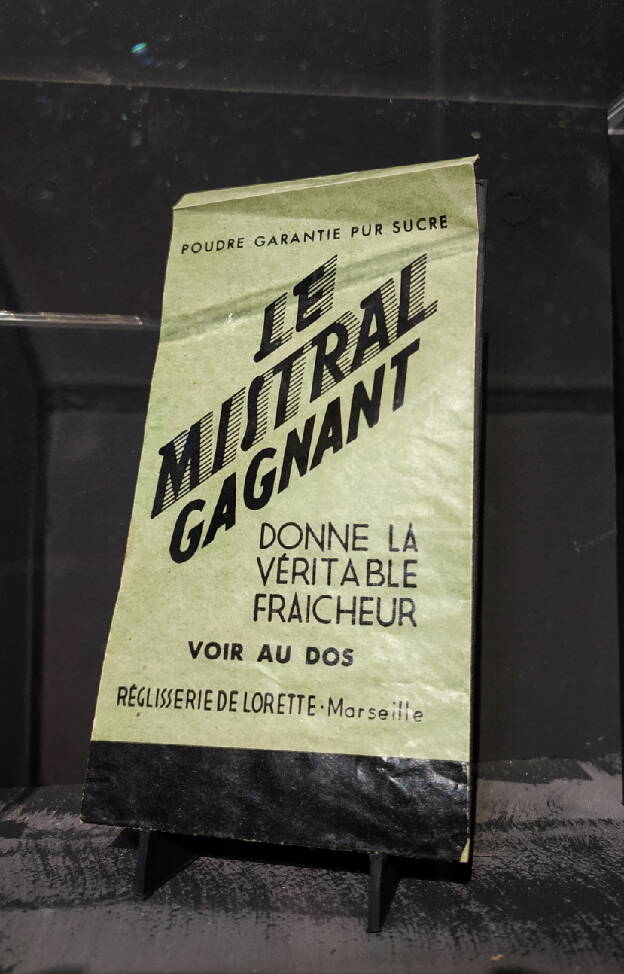 POUDRE GARANTIE PUR SUCRE
LE
MISTRAL
GAGNANT
DONNE LA
VÉRITABLE
FRAICHEUR
VOIR AU DOS
RÉGLISSERIE DE LORETTE · Marseille